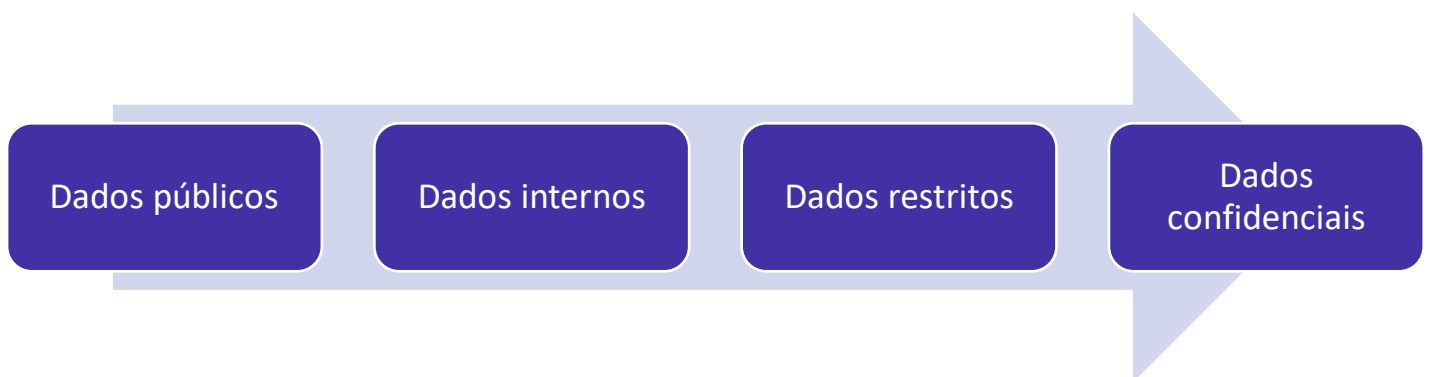 Dados públicos
Dados internos
Dados restritos
Dados
confidenciais